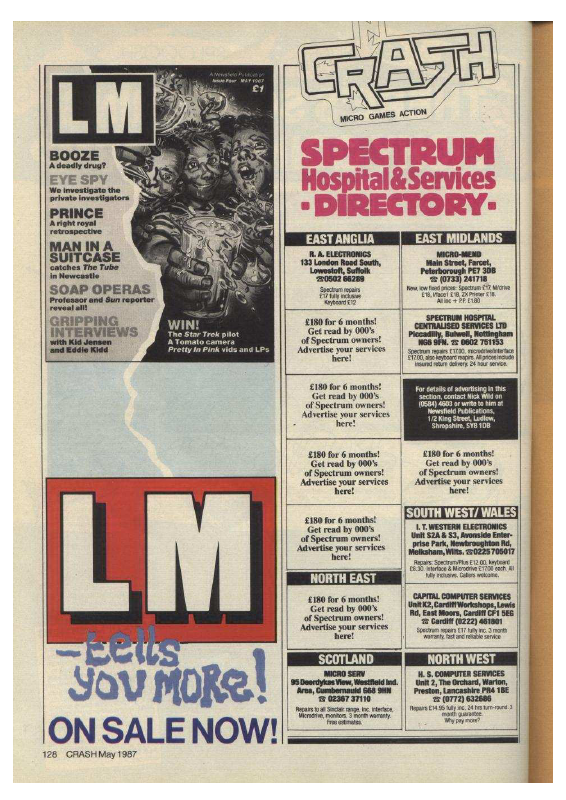 A Newsfield Publication
Issue Four MAY 1987
£1
LM
BOOZE
A deadly drug?
EYE SPY
We investigate the
private investigators
PRINCE
A right royal
retrospective
MAN IN A
SUITCASE
catches The Tube
in Newcastle
SOAP OPERAS
Professor and Sun reporter
reveal all!
GRIPPING
INTERVIEWS
with Kid Jensen
and Eddie Kidd
WIN!
The Star Trek pilot
A Tomato camera
Pretty in Pink vids and LPs
LM
-tells
you MORE!
ON SALE NOW!
128 CRASH May 1987
CRASH
MICRO GAMES ACTION
SPECTRUM
Hospital & Services
· DIRECTORY ·
EAST ANGLIA
R. A. ELECTRONICS
133 London Road South,
Lowestoft, Suffolk
☎ 0502 66289
Spectrum repairs
£17 fully inclusive
Keyboard £12
£180 for 6 months!
Get read by 000's
of Spectrum owners!
Advertise your services
here!
£180 for 6 months!
Get read by 000's
of Spectrum owners!
Advertise your services
here!
£180 for 6 months!
Get read by 000's
of Spectrum owners!
Advertise your services
here!
£180 for 6 months!
Get read by 000's
of Spectrum owners!
Advertise your services
here!
NORTH EAST
£180 for 6 months!
Get read by 000's
of Spectrum owners!
Advertise your services
here!
SCOTLAND
MICRO SERV
95 Deerdykes View, Westfield Ind.
Area, Cumbernauld G68 9HN
☎ 02367 37110
Repairs to all Sinclair range, inc. Interface,
Microdrive, monitors. 3 month warranty.
Free estimates.
EAST MIDLANDS
MICRO-MEND
Main Street, Farcet,
Peterborough PE7 3DB
☎ (0733) 241718
New, low fixed prices: Spectrum £17, M/drive
£18, I/face1 £18, ZX Printer £18.
All inc + P.P. £1.80
SPECTRUM HOSPITAL
CENTRALISED SERVICES LTD
Piccadilly, Bulwell, Nottingham
NG6 9FN. ☎ 0602 761153
Spectrum repairs £17.00, microdrive/interface
£17.00, also keyboard repairs. All prices include
insured return delivery. 24 hour service.
For details of advertising in this
section, contact Nick Wild on
(0584) 4603 or write to him at
Newsfield Publications,
1/2 King Street, Ludlow,
Shropshire, SY8 1DB
£180 for 6 months!
Get read by 000's
of Spectrum owners!
Advertise your services
here!
SOUTH WEST/WALES
I. T. WESTERN ELECTRONICS
Unit S2A & S3, Avonside Enter-
prise Park, Newbroughton Rd,
Melksham, Wilts. ☎ 0225 705017
Repairs: Spectrum/Plus £12.60, keyboard
£9.30. Interface & Microdrive £17.00 each. All
fully inclusive. Callers welcome.
CAPITAL COMPUTER SERVICES
Unit K2, Cardiff Workshops, Lewis
Rd, East Moors, Cardiff CF1 5EG
☎ Cardiff (0222) 461801
Spectrum repairs £17 fully inc. 3 month
warranty, fast and reliable service
NORTH WEST
H. S. COMPUTER SERVICES
Unit 2, The Orchard, Warton,
Preston, Lancashire PR4 1BE
☎ (0772) 632686
Repairs £14.95 fully inc. 24 hrs turn-round. 3
month guarantee.
Why pay more?